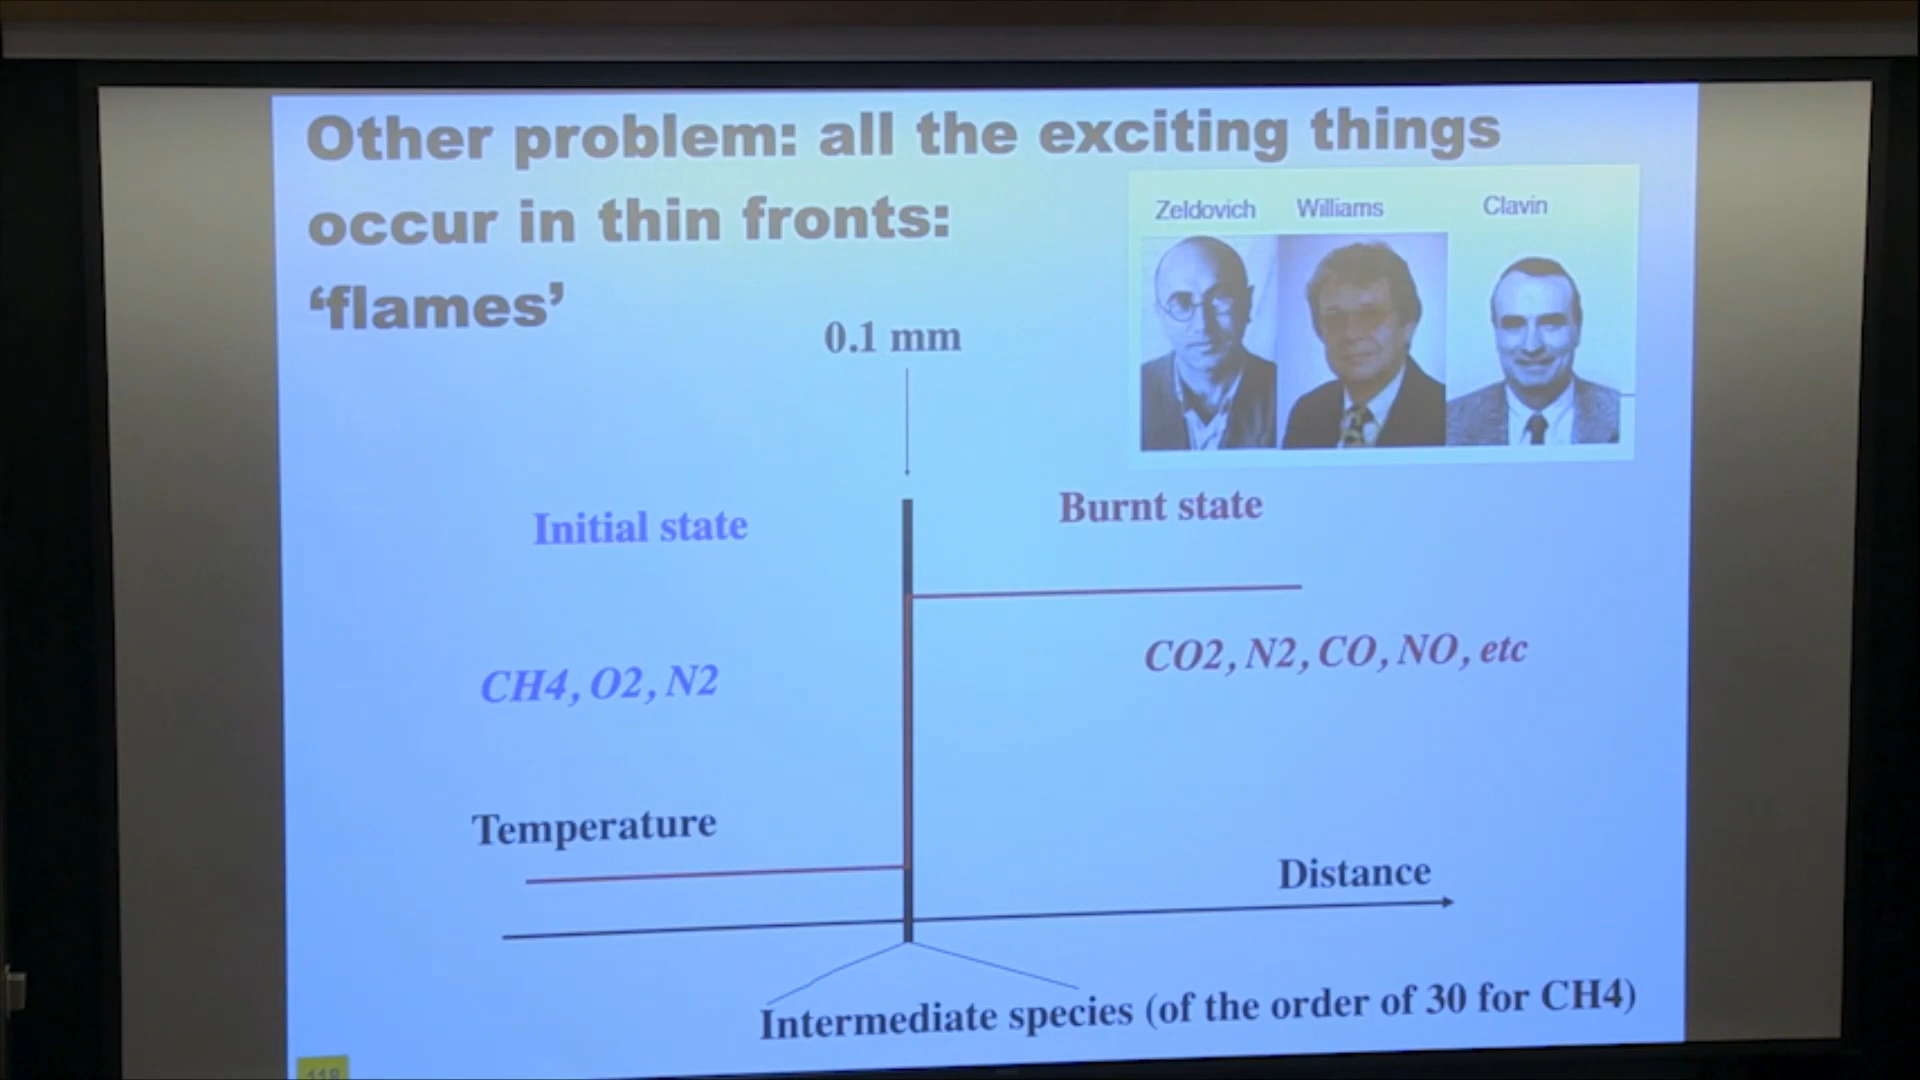 Other problem: all the exciting things
occur in thin fronts:
‘flames’
Zeldovich Williams Clavin
0.1 mm
Initial state
Burnt state
CH4, O2, N2
CO2, N2, CO, NO, etc
Temperature
Distance
Intermediate species (of the order of 30 for CH4)